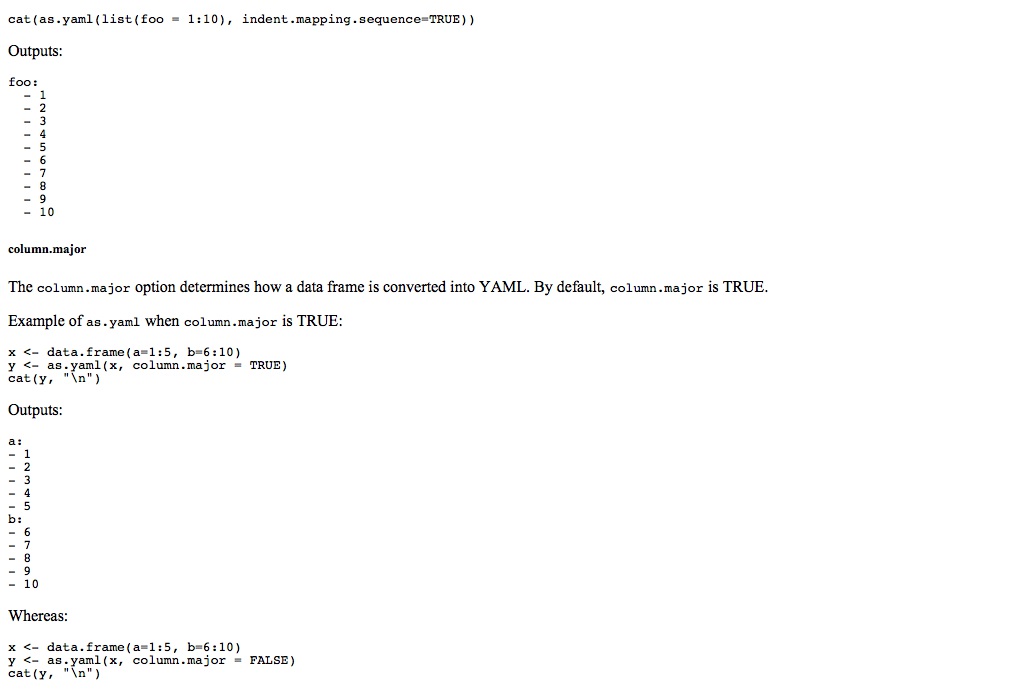 cat(as.yaml(list(foo = 1:10), indent.mapping.sequence=TRUE))
Outputs:
foo:
  - 1
  - 2
  - 3
  - 4
  - 5
  - 6
  - 7
  - 8
  - 9
  - 10
column.major
The column.major option determines how a data frame is converted into YAML. By default, column.major is TRUE.
Example of as.yaml when column.major is TRUE:
x <- data.frame(a=1:5, b=6:10)
y <- as.yaml(x, column.major = TRUE)
cat(y, "\n")
Outputs:
a:
- 1
- 2
- 3
- 4
- 5
b:
- 6
- 7
- 8
- 9
- 10
Whereas:
x <- data.frame(a=1:5, b=6:10)
y <- as.yaml(x, column.major = FALSE)
cat(y, "\n")